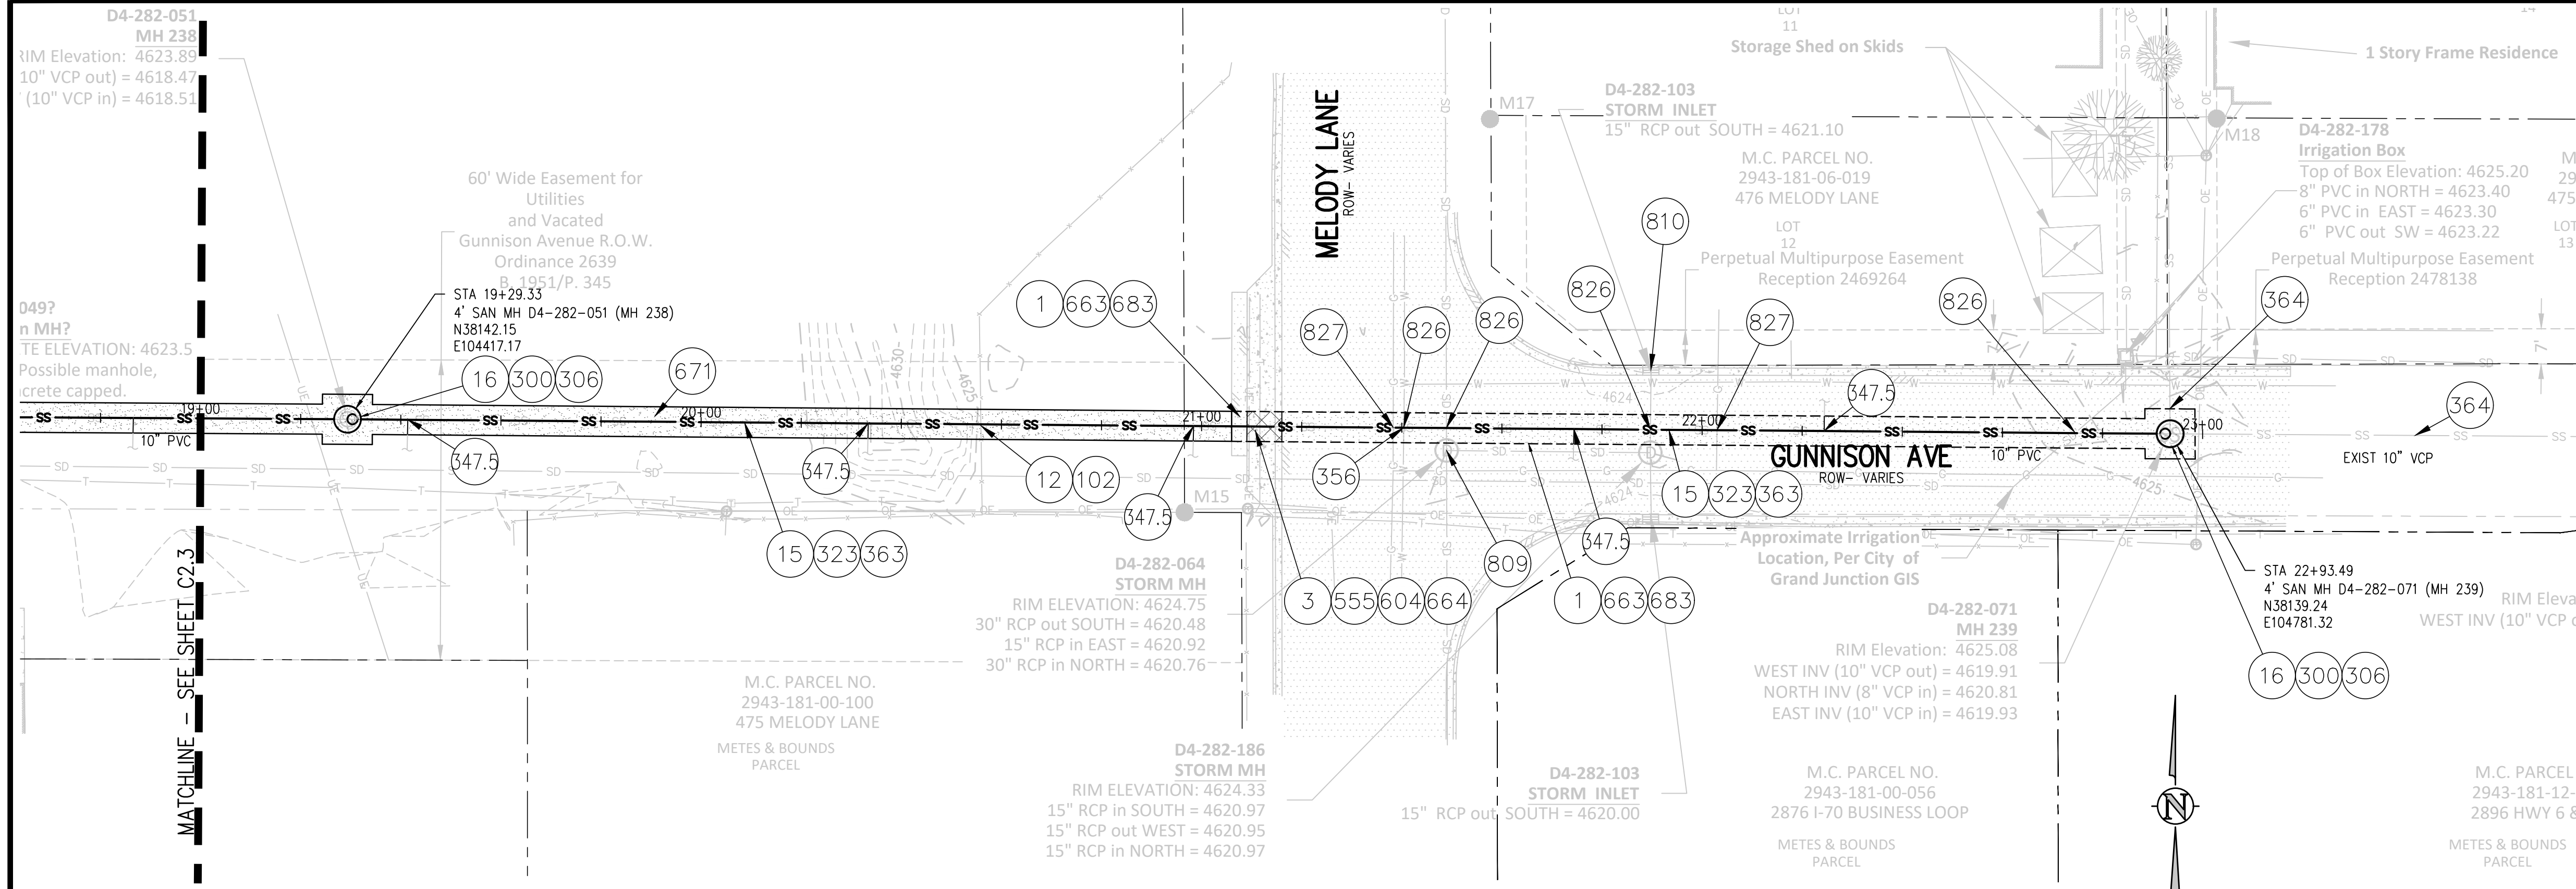 D4-282-051
MH 238
RIM Elevation: 4623.89
10" VCP out) = 4618.47
(10" VCP in) = 4618.51
049?
n MH?
TE ELEVATION: 4623.5
Possible manhole,
crete capped.
MATCHLINE - SEE SHEET C2.3
60' Wide Easement for
Utilities
and Vacated
Gunnison Avenue R.O.W.
Ordinance 2639
B. 1951/P. 345
STA 19+29.33
4' SAN MH D4-282-051 (MH 238)
N38142.15
E104417.17
16 300 306
671
19+00
20+00
21+00
22+00
23+00
10" PVC
347.5
15 323 363
347.5
12 102
347.5
M15
4630
4625
1 663 683
MELODY LANE
ROW- VARIES
827
826
826
356
809
3 555 604 664
347.5
1 663 683
15 323 363
826
810
827
347.5
826
364
364
GUNNISON AVE
ROW- VARIES
10" PVC
EXIST 10" VCP
4624
4624
4625
M17
M18
D4-282-103
STORM INLET
15" RCP out SOUTH = 4621.10
LOT
11
Storage Shed on Skids
1 Story Frame Residence
14
30
30
M.C. PARCEL NO.
2943-181-06-019
476 MELODY LANE
LOT
12
Perpetual Multipurpose Easement
Reception 2469264
D4-282-178
Irrigation Box
Top of Box Elevation: 4625.20
8" PVC in NORTH = 4623.40
6" PVC in EAST = 4623.30
6" PVC out SW = 4623.22
M
29
475
LOT
13
Perpetual Multipurpose Easement
Reception 2478138
7'
7'
D4-282-064
STORM MH
RIM ELEVATION: 4624.75
30" RCP out SOUTH = 4620.48
15" RCP in EAST = 4620.92
30" RCP in NORTH = 4620.76
M.C. PARCEL NO.
2943-181-00-100
475 MELODY LANE
METES & BOUNDS
PARCEL
D4-282-186
STORM MH
RIM ELEVATION: 4624.33
15" RCP in SOUTH = 4620.97
15" RCP out WEST = 4620.95
15" RCP in NORTH = 4620.97
D4-282-103
STORM INLET
15" RCP out SOUTH = 4620.00
Approximate Irrigation
Location, Per City of
Grand Junction GIS
D4-282-071
MH 239
RIM Elevation: 4625.08
WEST INV (10" VCP out) = 4619.91
NORTH INV (8" VCP in) = 4620.81
EAST INV (10" VCP in) = 4619.93
M.C. PARCEL NO.
2943-181-00-056
2876 I-70 BUSINESS LOOP
METES & BOUNDS
PARCEL
STA 22+93.49
4' SAN MH D4-282-071 (MH 239)
N38139.24
E104781.32
16 300 306
RIM Eleva
WEST INV (10" VCP o
N
M.C. PARCEL
2943-181-12-
2896 HWY 6 &
METES & BOUNDS
PARCEL